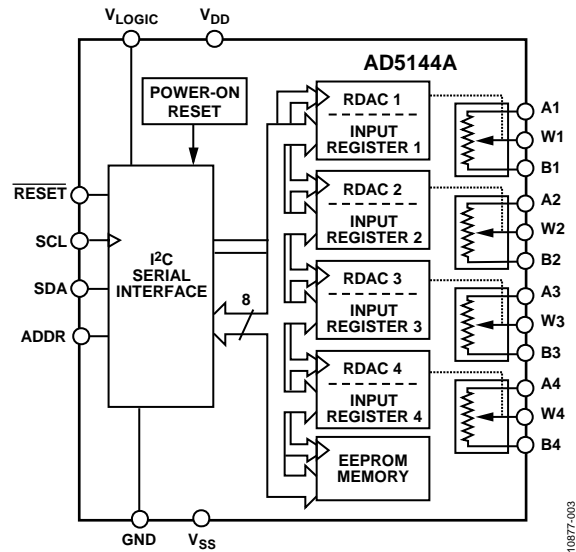 VLOGIC
VDD
AD5144A
POWER-ON
RESET
RDAC 1
INPUT
REGISTER 1
A1
W1
B1
RESET
SCL
SDA
ADDR
I2C
SERIAL
INTERFACE
8
RDAC 2
INPUT
REGISTER 2
A2
W2
B2
RDAC 3
INPUT
REGISTER 3
A3
W3
B3
RDAC 4
INPUT
REGISTER 4
A4
W4
B4
EEPROM
MEMORY
GND
VSS
10877-003